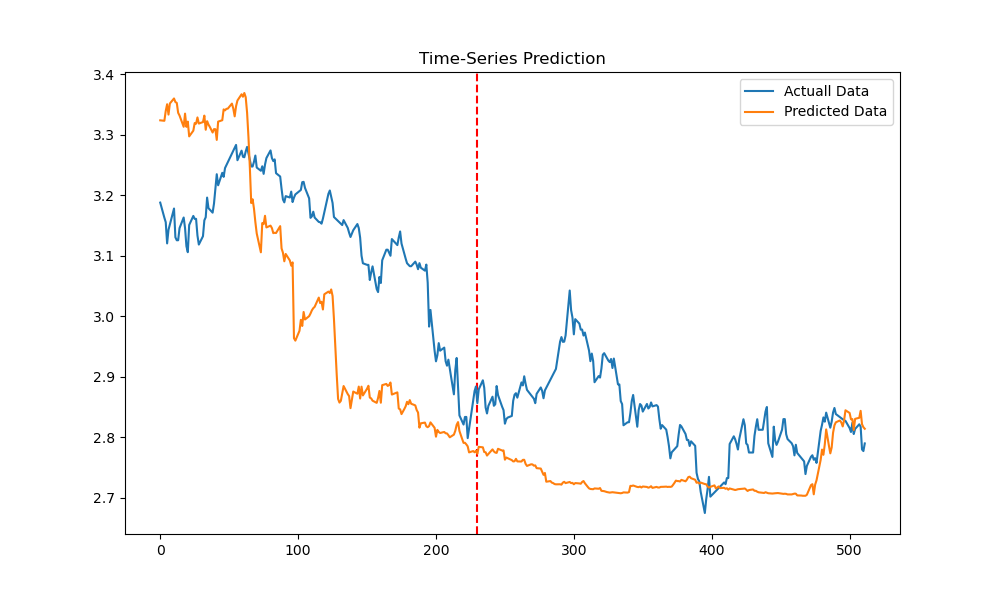 Time-Series Prediction
Actuall Data
Predicted Data
3.4
3.3
3.2
3.1
3.0
2.9
2.8
2.7
0 100 200 300 400 500